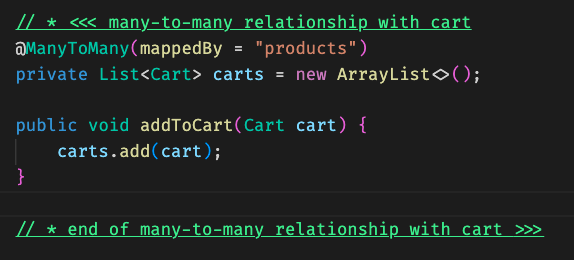 // * <<< many-to-many relationship with cart
@ManyToMany(mappedBy = "products")
private List<Cart> carts = new ArrayList<>();
public void addToCart(Cart cart) {
carts.add(cart);
}
// * end of many-to-many relationship with cart >>>